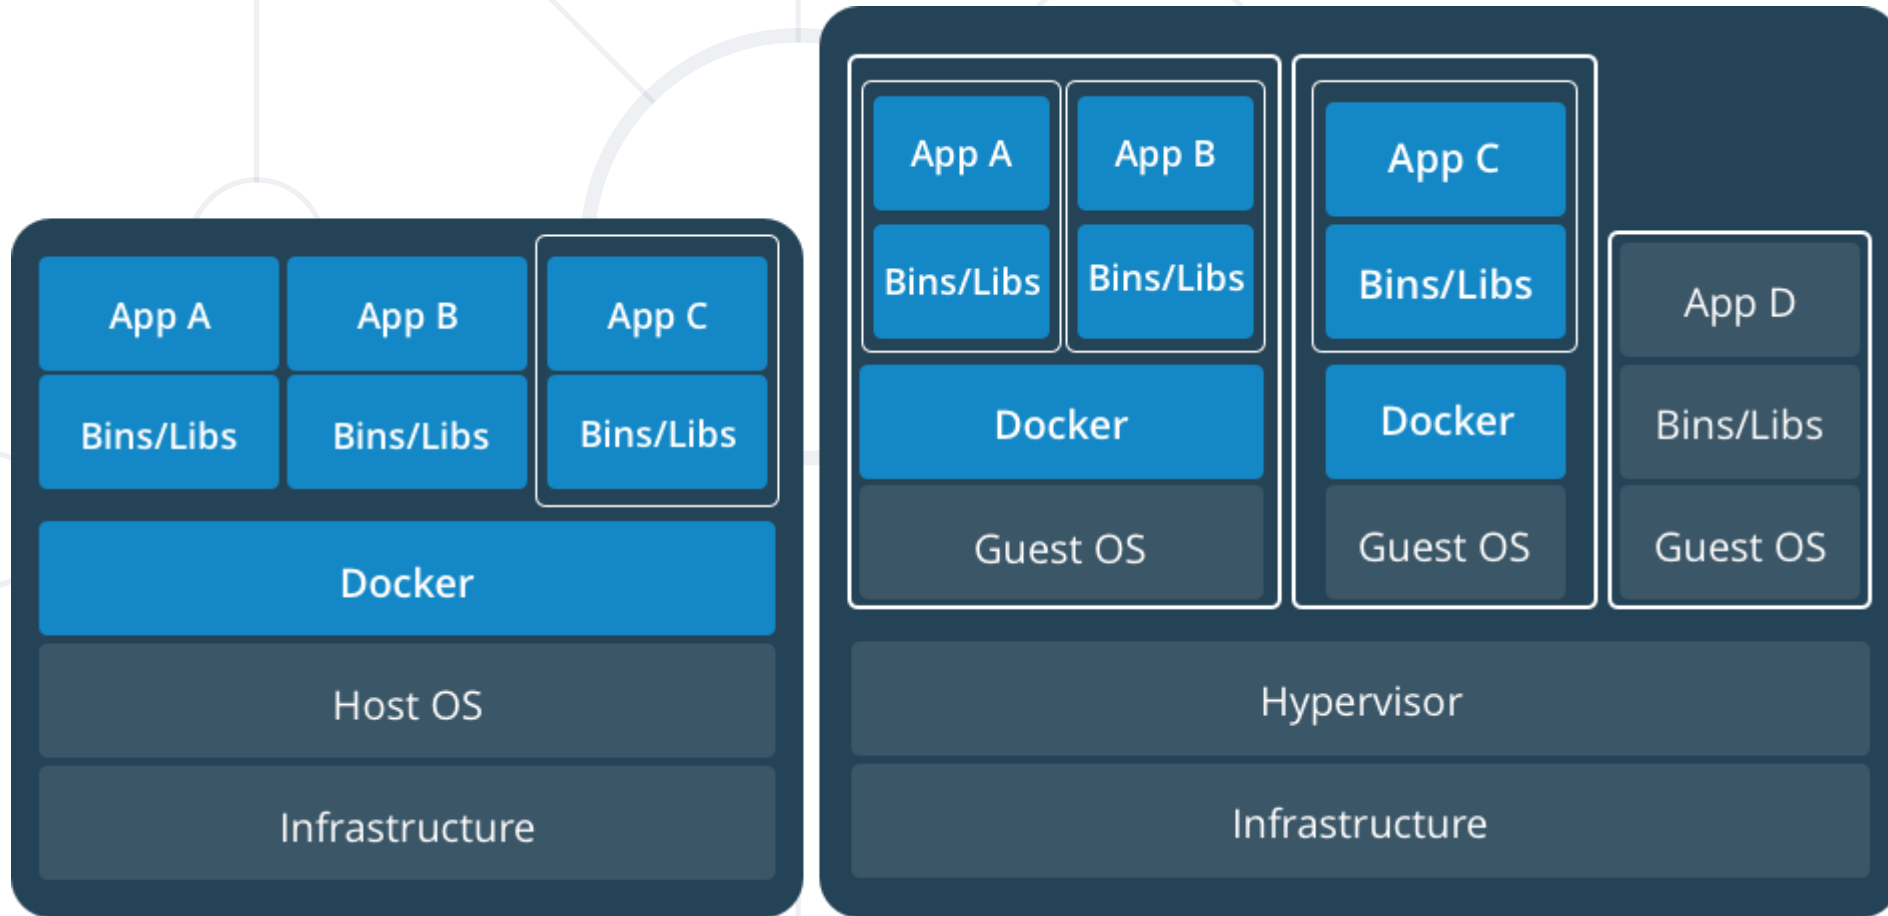 App A
App B
App C
Bins/Libs
Bins/Libs
Bins/Libs
Docker
Host OS
Infrastructure
App A
App B
App C
Bins/Libs
Bins/Libs
Bins/Libs
App D
Docker
Docker
Bins/Libs
Guest OS
Guest OS
Guest OS
Hypervisor
Infrastructure